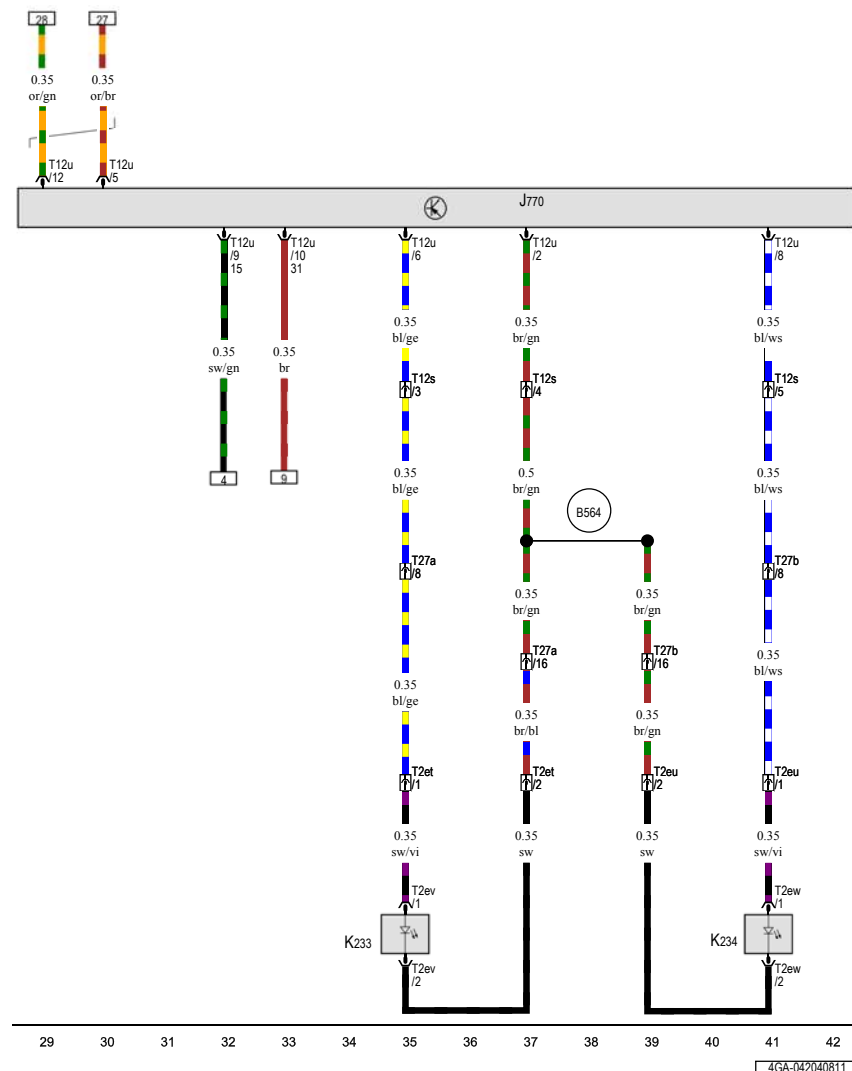 28 27
0.35 0.35
or/gn or/br
T12u T12u
/12 /5
J770
T12u T12u T12u T12u T12u
/9 /10 /6 /2 /8
15 31
0.35 0.35 0.35
bl/ge br/gn bl/ws
0.35 0.35
sw/gn br
T12s T12s T12s
/3 /4 /5
4 9
0.35 0.5 0.35
bl/ge br/gn bl/ws
B564
T27a T27b
/8 /8
0.35 0.35
br/gn br/gn
T27a T27b
/16 /16
0.35
bl/ws
0.35
bl/ge
0.35 0.35
br/bl br/gn
T2et T2et T2eu T2eu
/1 /2 /2 /1
0.35 0.35 0.35 0.35
sw/vi sw sw sw/vi
T2ev T2ew
/1 /1
K233 K234
T2ev T2ew
/2 /2
29 30 31 32 33 34 35 36 37 38 39 40 41 42
4GA-042040811